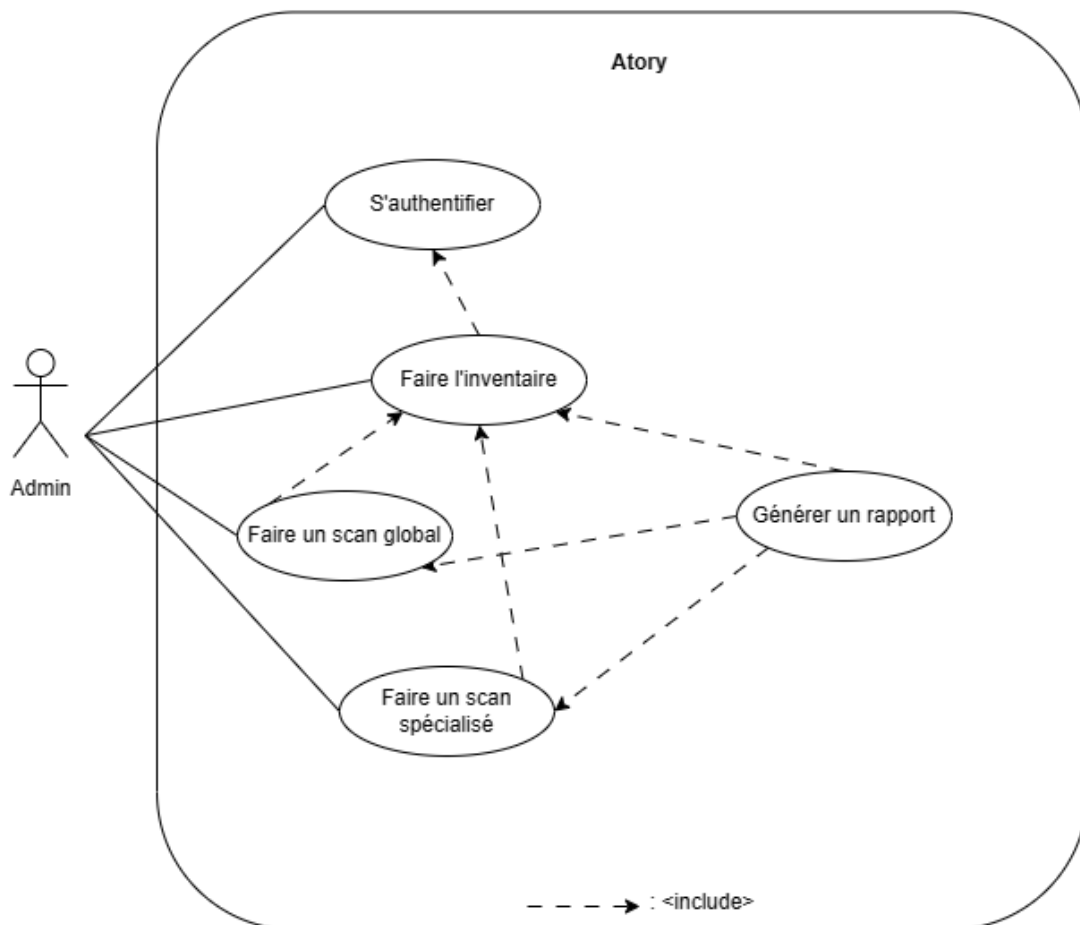 Atory
S'authentifier
Faire l'inventaire
Admin
Faire un scan global
Générer un rapport
Faire un scan
spécialisé
: <include>